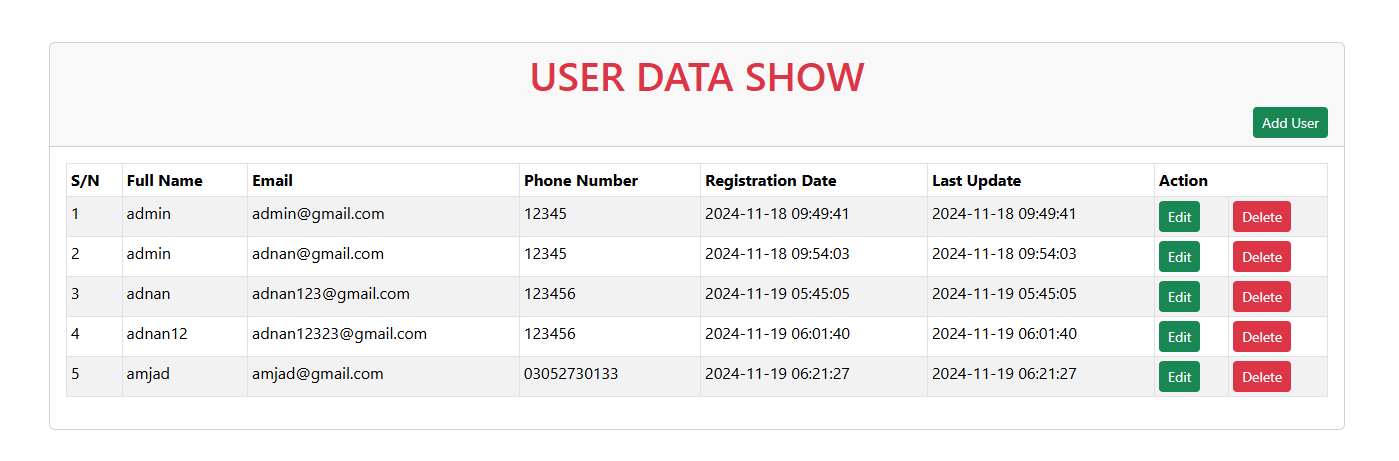 USER DATA SHOW
Add User
S/N Full Name Email Phone Number Registration Date Last Update Action
1 admin admin@gmail.com 12345 2024-11-18 09:49:41 2024-11-18 09:49:41 Edit Delete
2 admin adnan@gmail.com 12345 2024-11-18 09:54:03 2024-11-18 09:54:03 Edit Delete
3 adnan adnan123@gmail.com 123456 2024-11-19 05:45:05 2024-11-19 05:45:05 Edit Delete
4 adnan12 adnan12323@gmail.com 123456 2024-11-19 06:01:40 2024-11-19 06:01:40 Edit Delete
5 amjad amjad@gmail.com 03052730133 2024-11-19 06:21:27 2024-11-19 06:21:27 Edit Delete